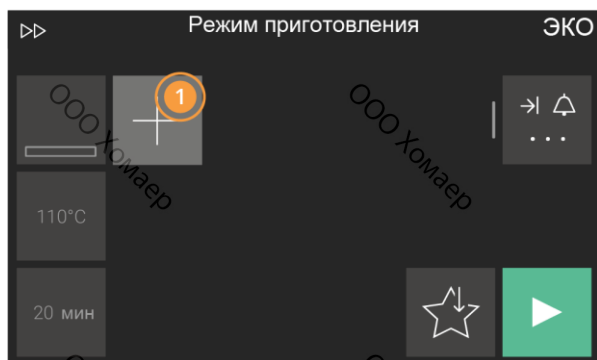 Режим приготовления
ЭКО
1
ООО Хомаер
ООО Хомаер
110°C
20 мин